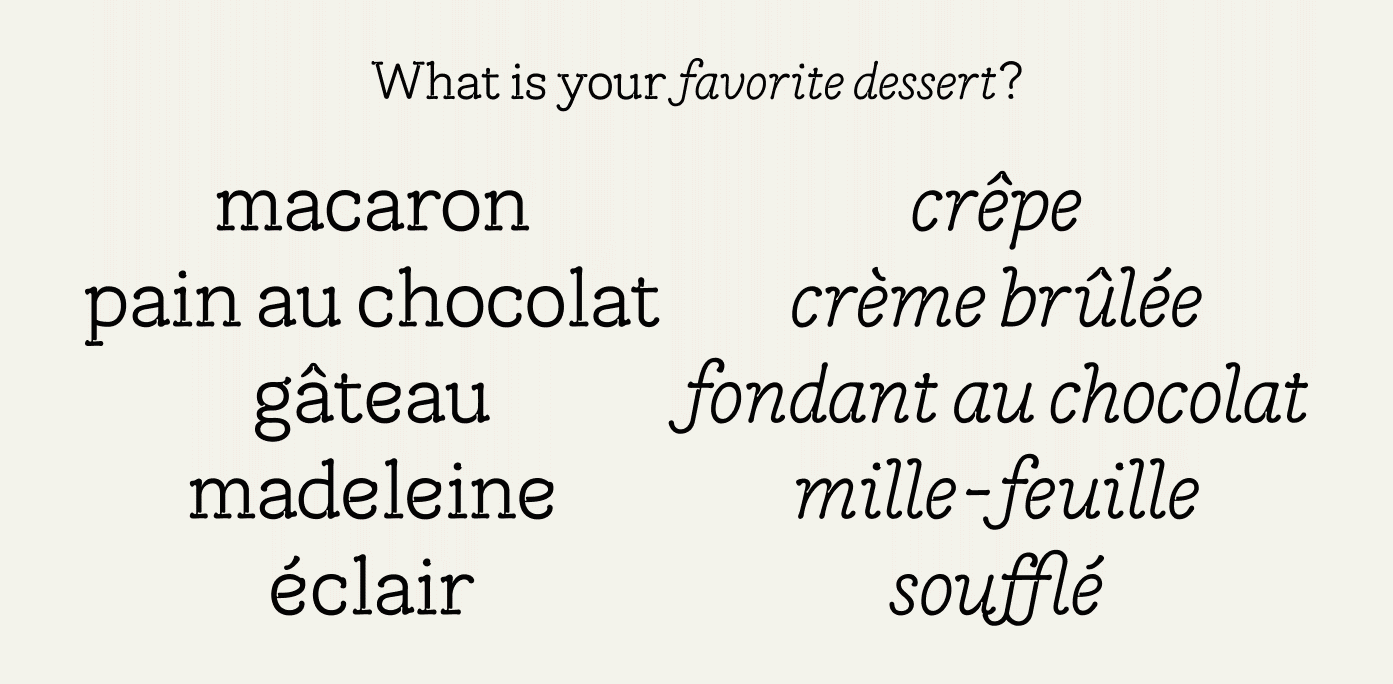 What is your favorite dessert?
macaron
pain au chocolat
gâteau
madeleine
éclair
crêpe
crème brûlée
fondant au chocolat
mille-feuille
soufflé